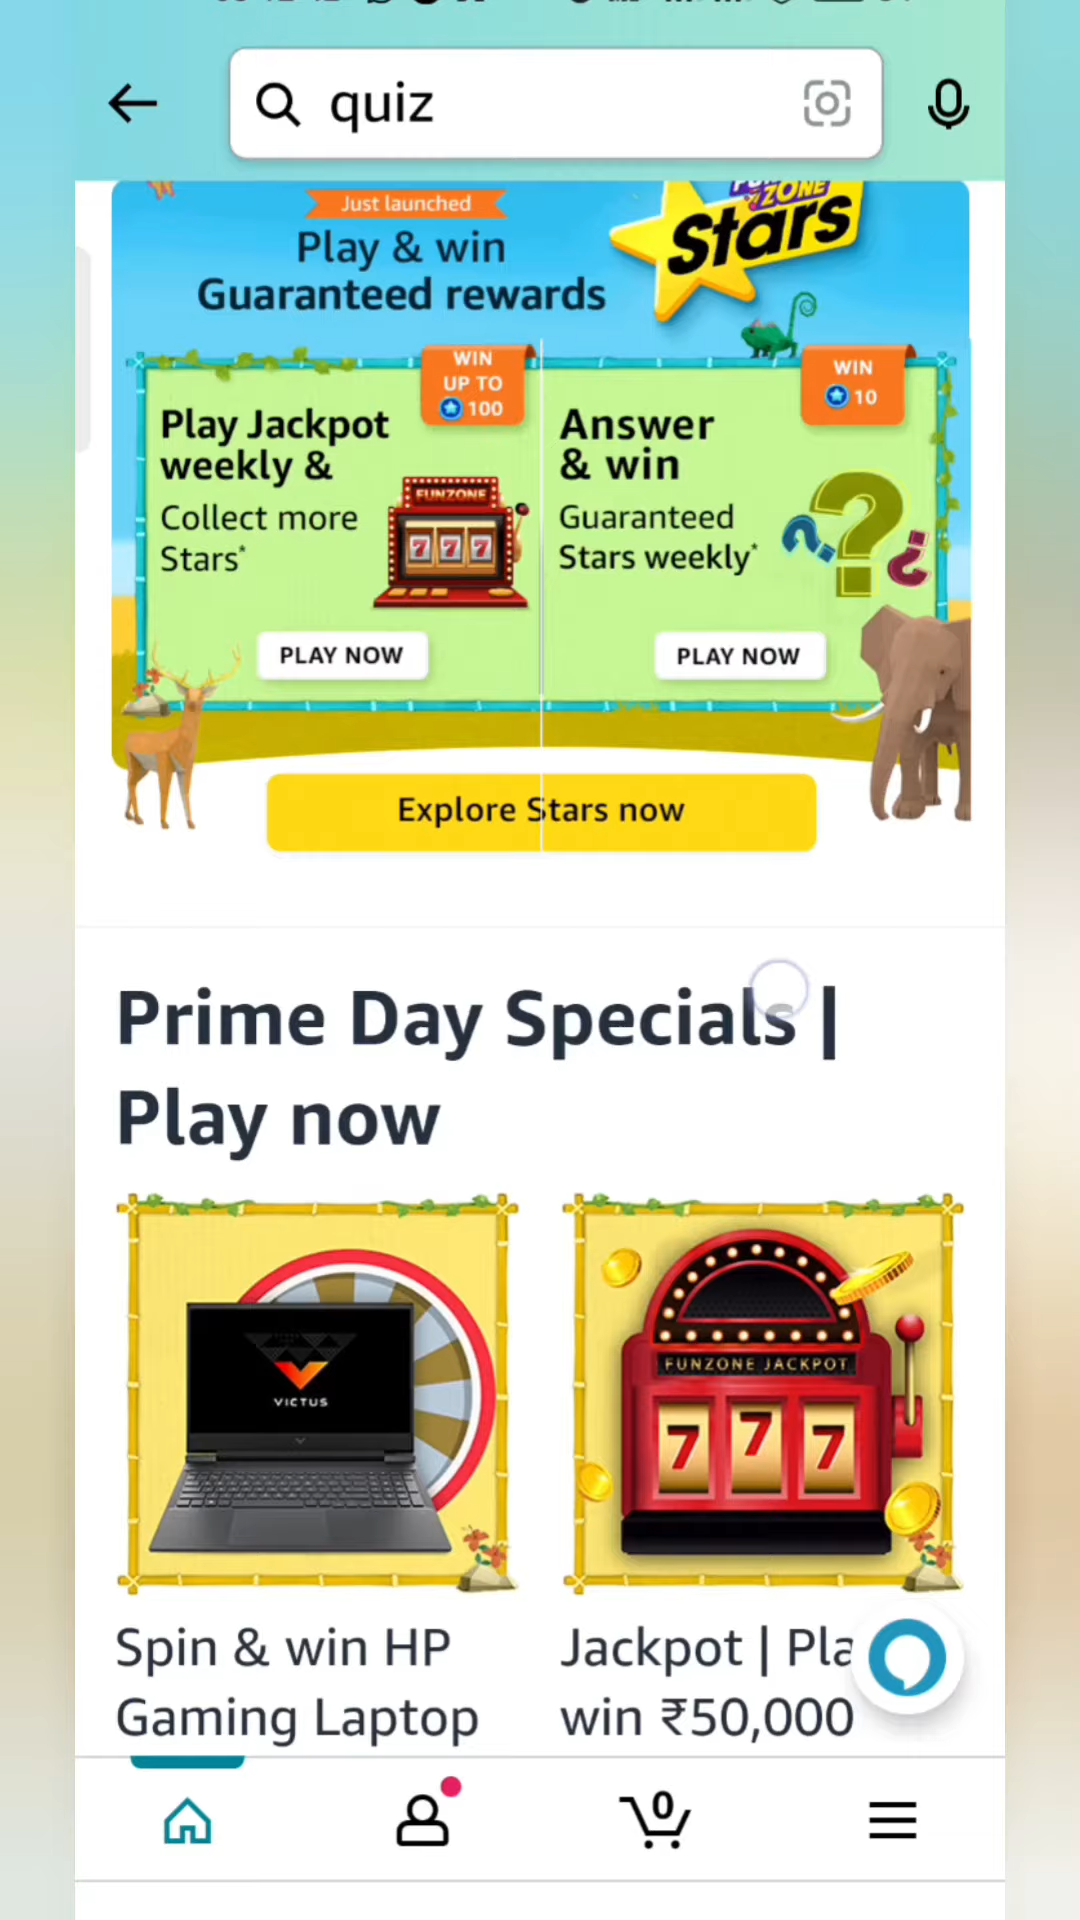 quiz
Just launched
Play & win
Guaranteed rewards
ZONE
Stars
WIN
UP TO
100
Play Jackpot
weekly &
Collect more
Stars*
FUNZONE
777
PLAY NOW
WIN
10
Answer
& win
Guaranteed
Stars weekly*
PLAY NOW
Explore Stars now
Prime Day Specials |
Play now
VICTUS
FUNZONE JACKPOT
777
Spin & win HP
Gaming Laptop
Jackpot | Pla
win ₹50,000
0